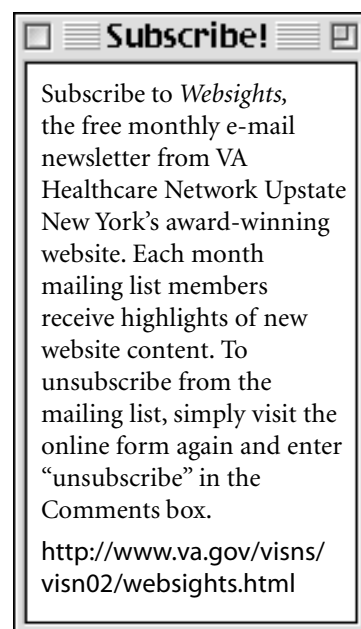 Subscribe!
Subscribe to Websights,
the free monthly e-mail
newsletter from VA
Healthcare Network Upstate
New York’s award-winning
website. Each month
mailing list members
receive highlights of new
website content. To
unsubscribe from the
mailing list, simply visit the
online form again and enter
“unsubscribe” in the
Comments box.
http://www.va.gov/visns/
visn02/websights.html